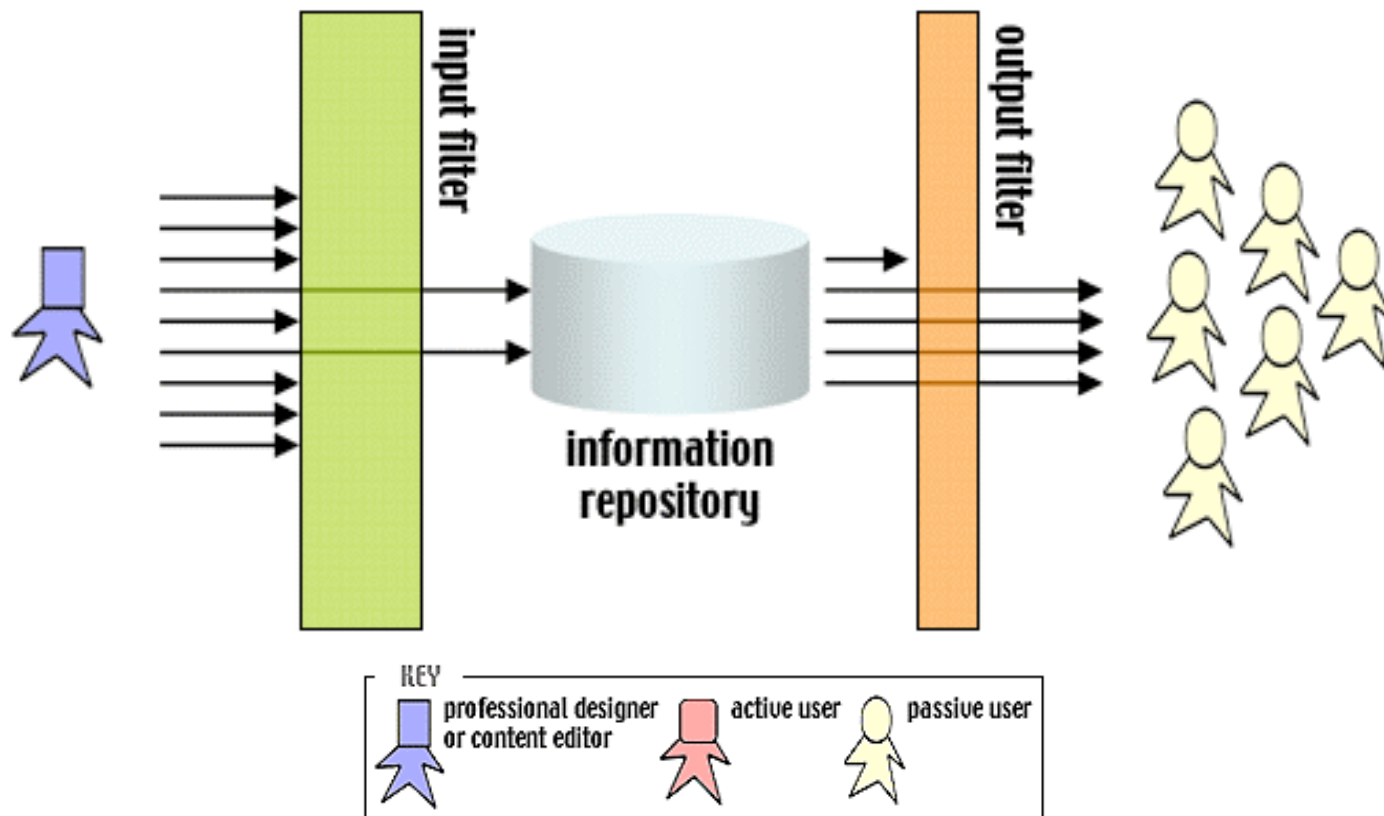 input filter
output filter
information
repository
KEY
professional designer
or content editor
active user
passive user